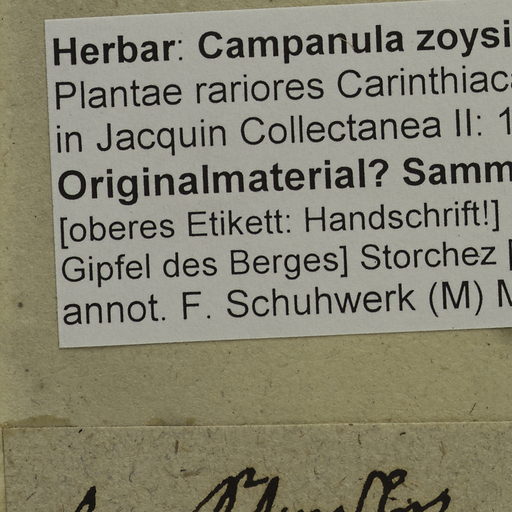 Herbar: Campanula zoysi
Plantae rariores Carinthiac
in Jacquin Collectanea II: 1
Originalmaterial? Samm
[oberes Etikett: Handschrift!]
Gipfel des Berges] Storchez [
annot. F. Schuhwerk (M) M